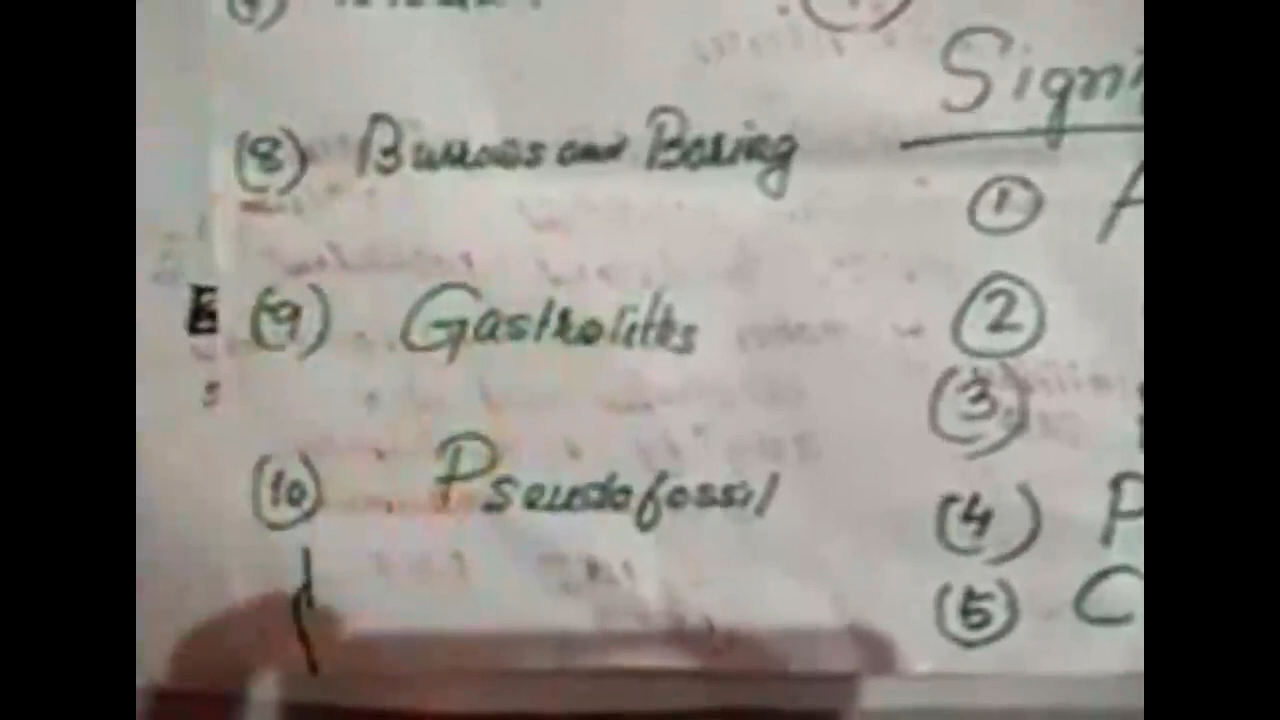 (8) Burrows and Boring
(9) Gastroliths
(10) Pseudofossil
Signi
1 A
2
(3)
(4) P
(5) C